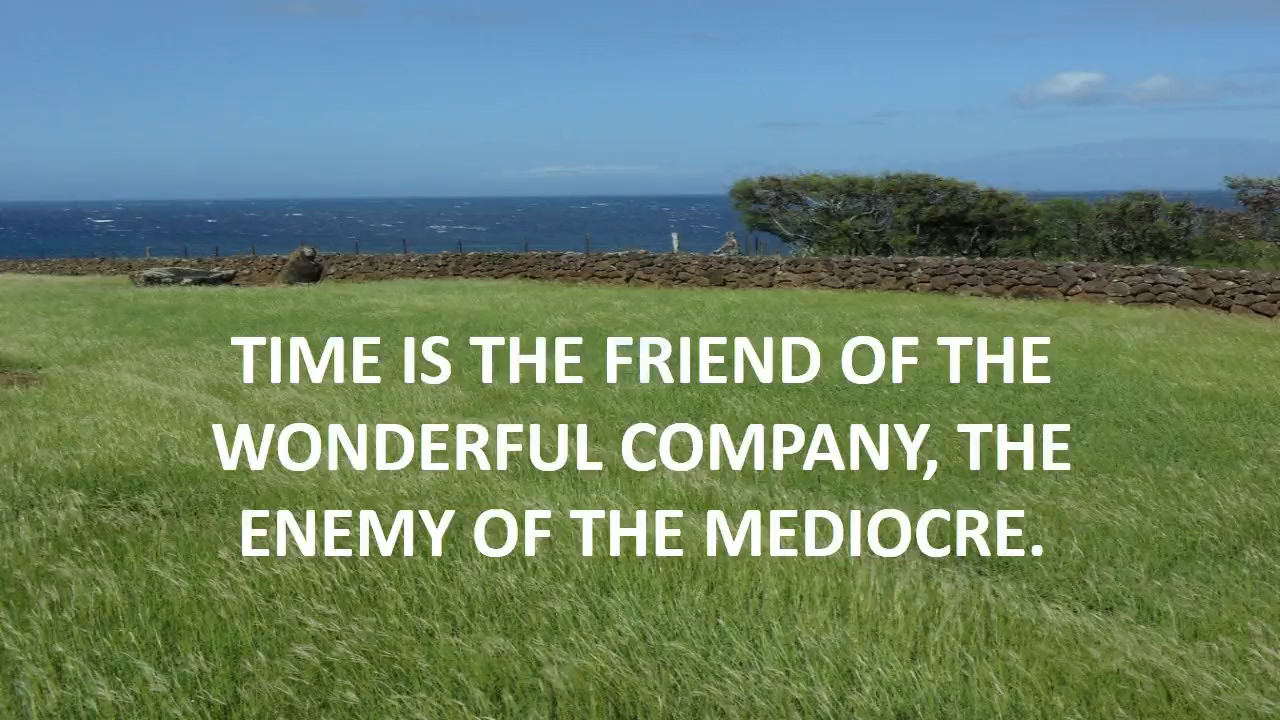 TIME IS THE FRIEND OF THE
WONDERFUL COMPANY, THE
ENEMY OF THE MEDIOCRE.